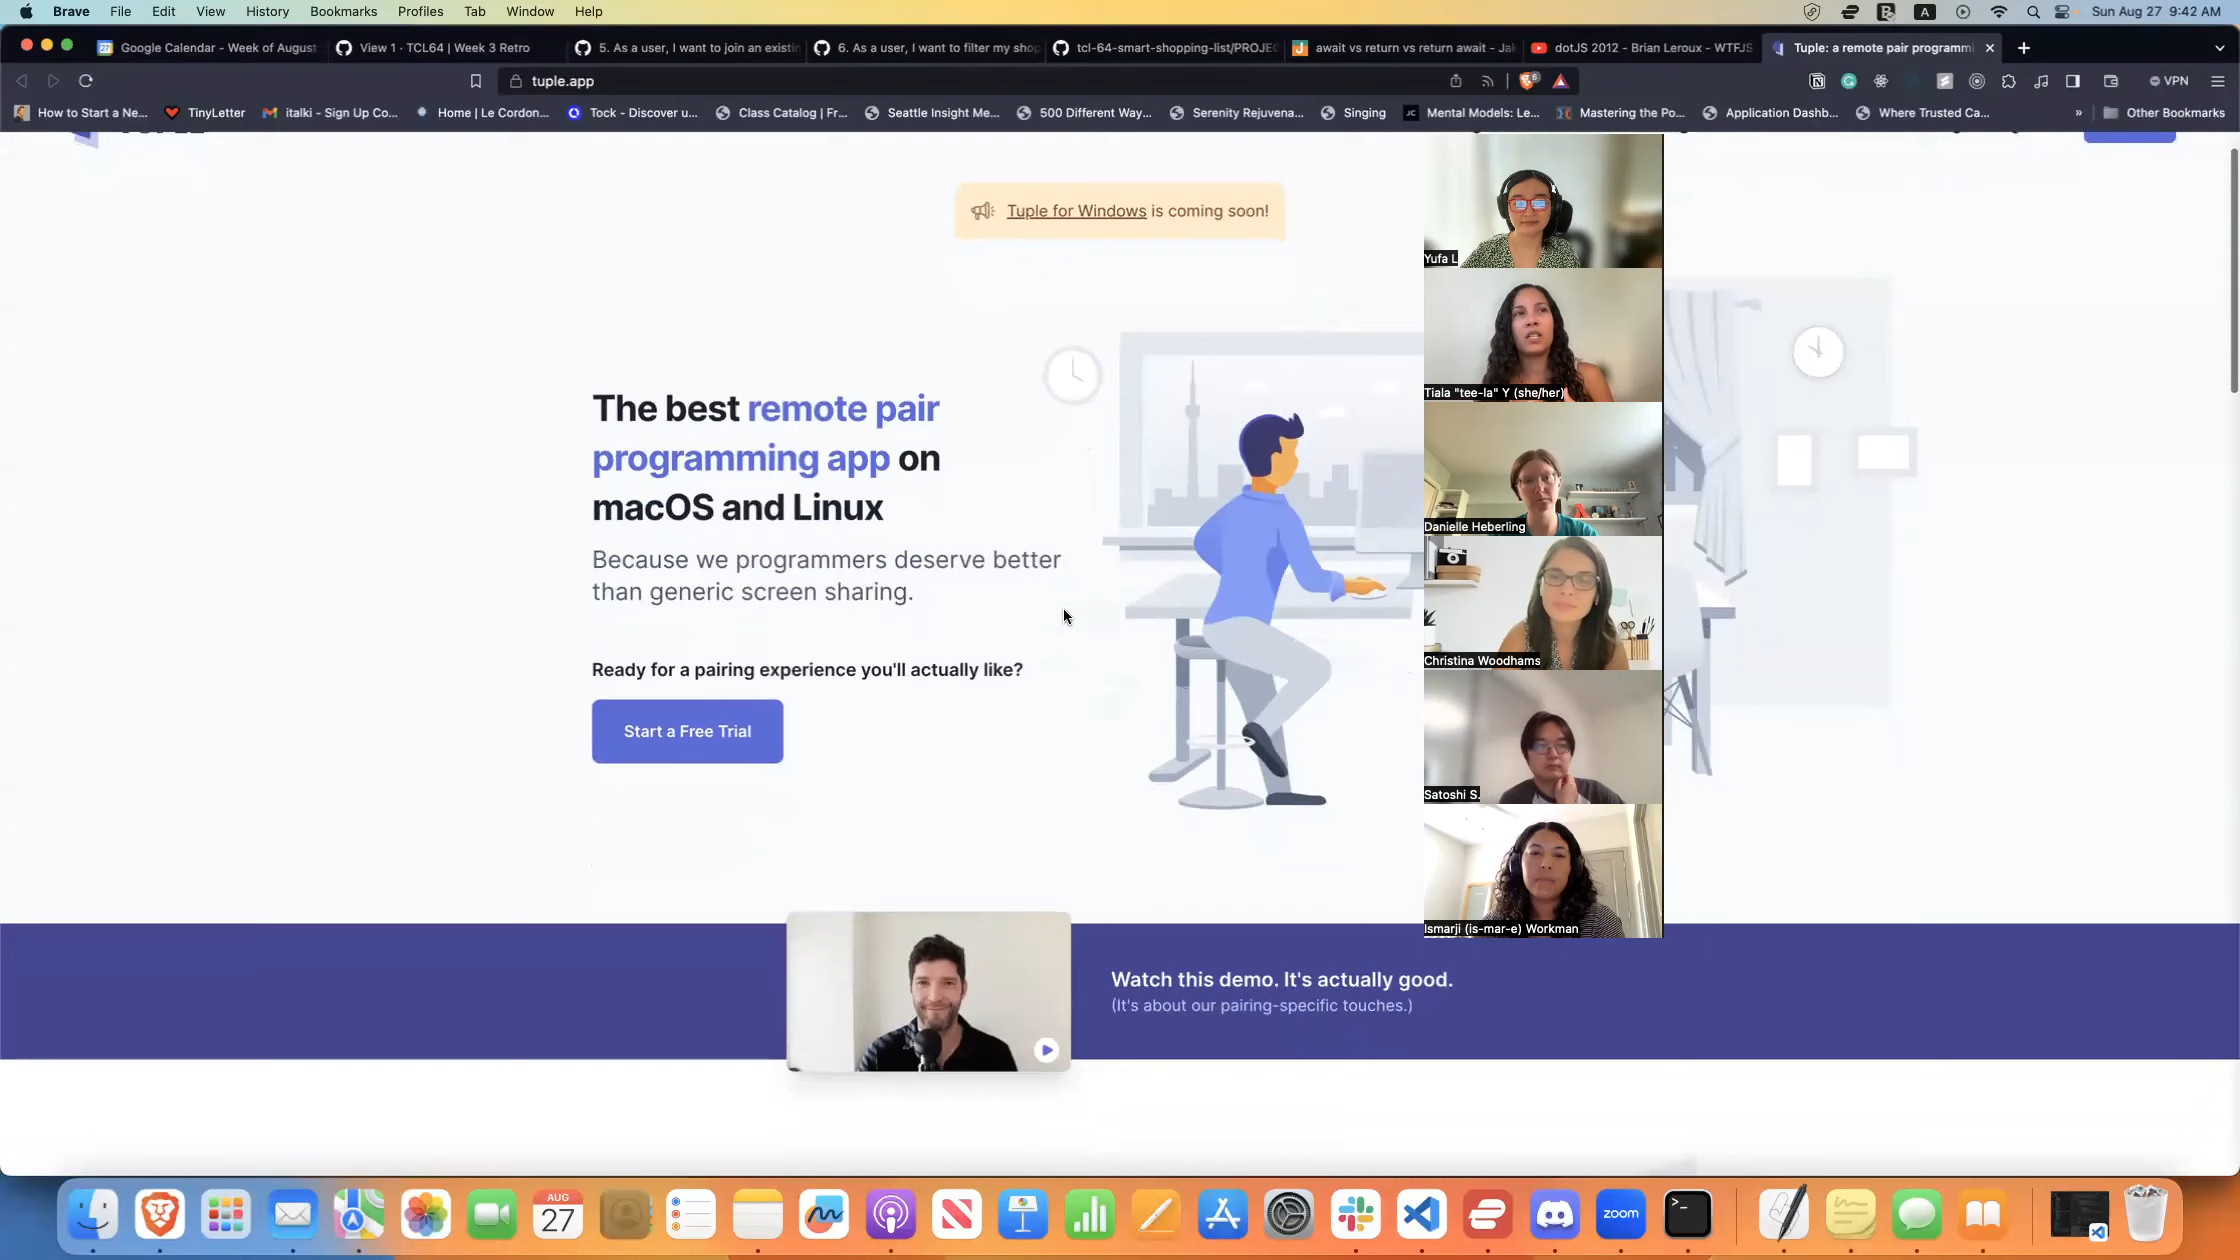 Brave File Edit View History Bookmarks Profiles Tab Window Help
A
Sun Aug 27 9:42 AM
Google Calendar - Week of August
View 1 · TCL64 | Week 3 Retro
5. As a user, I want to join an existin
6. As a user, I want to filter my shop
tcl-64-smart-shopping-list/PROJE
await vs return vs return await - Jak
dotJS 2012 - Brian Leroux - WTFJS
Tuple: a remote pair programmi
tuple.app
6
VPN
How to Start a Ne...
TinyLetter
italki - Sign Up Co...
Home | Le Cordon...
Tock - Discover u...
Class Catalog | Fr...
Seattle Insight Me...
500 Different Way...
Serenity Rejuvena...
Singing
Mental Models: Le...
Mastering the Po...
Application Dashb...
Where Trusted Ca...
»
Other Bookmarks
Tuple for Windows is coming soon!
The best remote pair
programming app on
macOS and Linux
Because we programmers deserve better
than generic screen sharing.
Ready for a pairing experience you'll actually like?
Start a Free Trial
Yufa L
Tiala "tee-la" Y (she/her)
Danielle Heberling
Christina Woodhams
Satoshi S.
Ismarji (is-mar-e) Workman
Watch this demo. It's actually good.
(It's about our pairing-specific touches.)
AUG
27
zoom